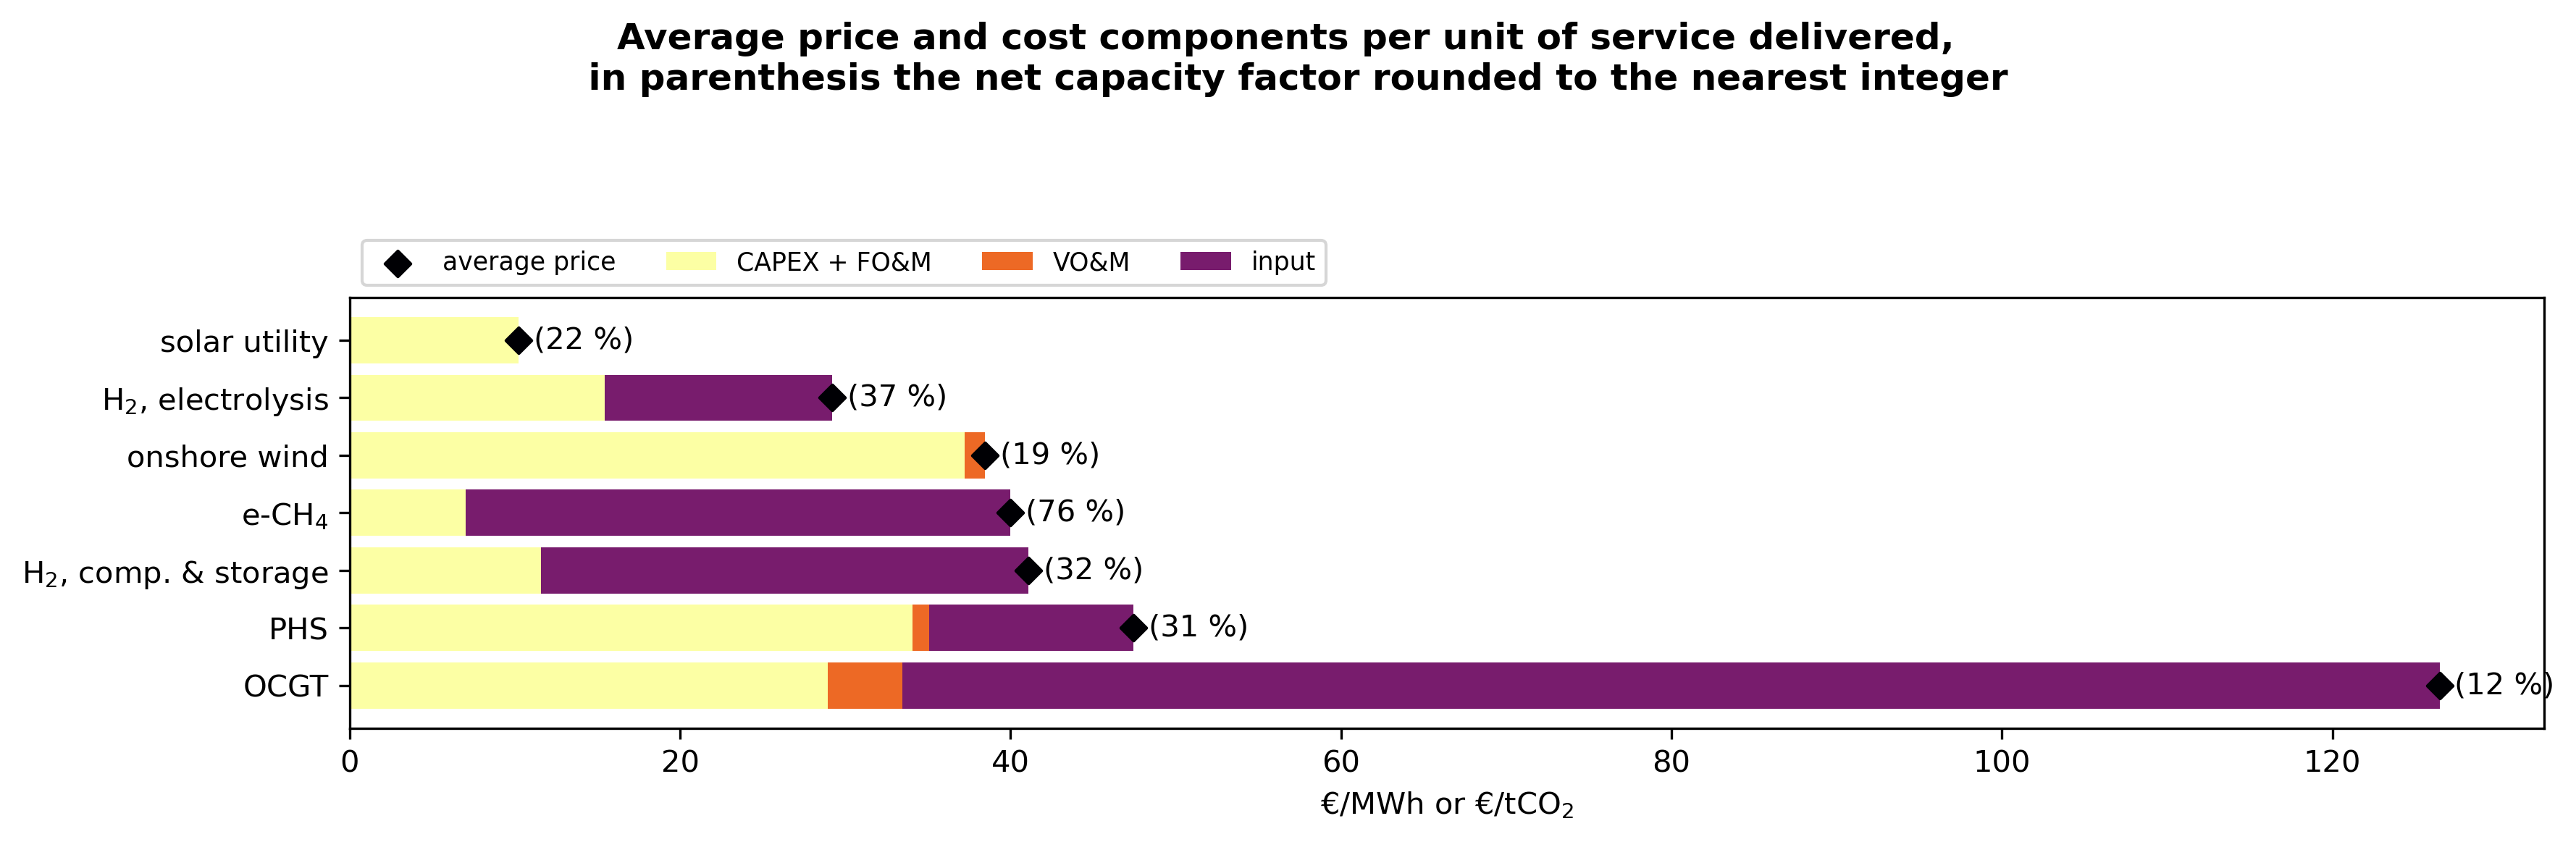 Average price and cost components per unit of service delivered,
in parenthesis the net capacity factor rounded to the nearest integer
average price CAPEX + FO&M VO&M input
solar utility (22 %)
H₂, electrolysis (37 %)
onshore wind (19 %)
e-CH₄ (76 %)
H₂, comp. & storage (32 %)
PHS (31 %)
OCGT (12 %)
0 20 40 60 80 100 120
€/MWh or €/tCO₂